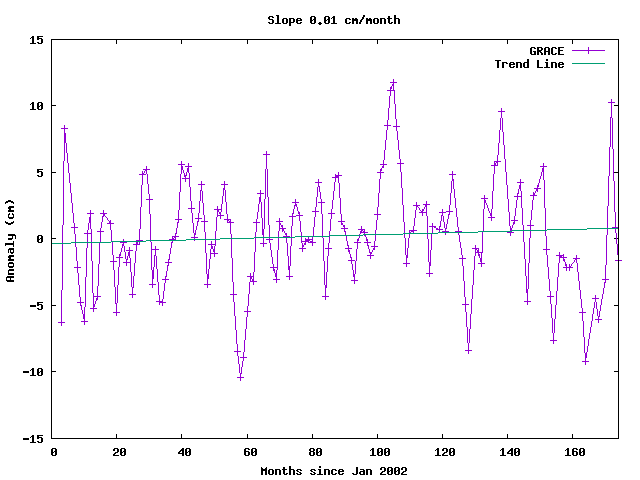 Slope 0.01 cm/month
GRACE
Trend Line
15
10
5
0
-5
-10
-15
Anomaly (cm)
0 20 40 60 80 100 120 140 160
Months since Jan 2002